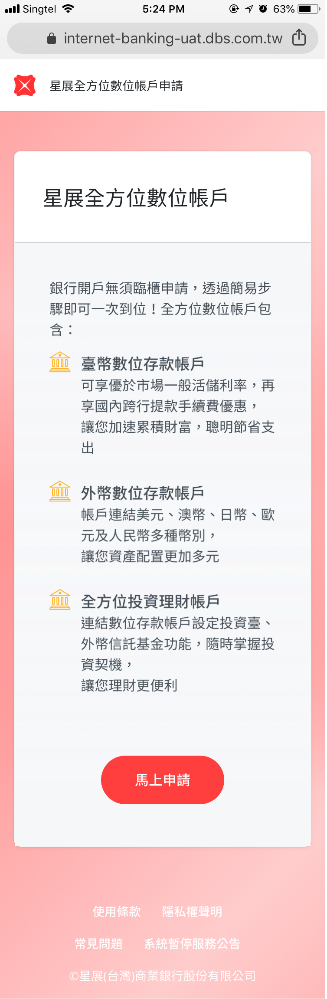 Singtel
5:24 PM
63%
internet-banking-uat.dbs.com.tw
星展全方位數位帳戶申請
星展全方位數位帳戶
銀行開戶無須臨櫃申請，透過簡易步
驟即可一次到位！全方位數位帳戶包
含：
臺幣數位存款帳戶
可享優於市場一般活儲利率，再
享國內跨行提款手續費優惠，
讓您加速累積財富，聰明節省支
出
外幣數位存款帳戶
帳戶連結美元、澳幣、日幣、歐
元及人民幣多種幣別，
讓您資產配置更加多元
全方位投資理財帳戶
連結數位存款帳戶設定投資臺、
外幣信託基金功能，隨時掌握投
資契機，
讓您理財更便利
馬上申請
使用條款 隱私權聲明
常見問題 系統暫停服務公告
©星展(台灣)商業銀行股份有限公司